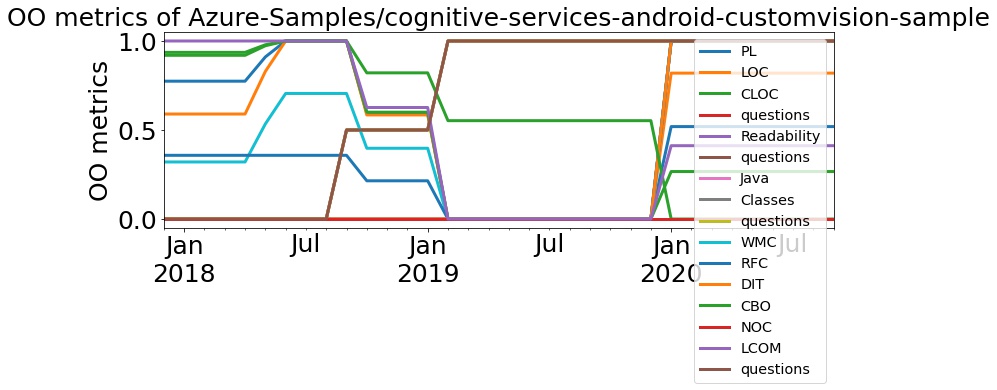 OO metrics of Azure-Samples/cognitive-services-android-customvision-sample
OO metrics
1.0
0.5
0.0
Jan
2018
Jul
Jan
2019
Jul
Jan
2020
Jul
PL
LOC
CLOC
questions
Readability
questions
Java
Classes
questions
WMC
RFC
DIT
CBO
NOC
LCOM
questions